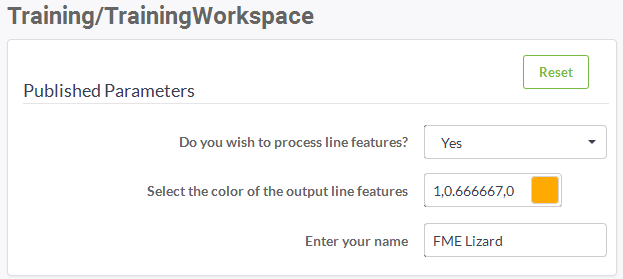 Training/TrainingWorkspace
Reset
Published Parameters
Do you wish to process line features? Yes
Select the color of the output line features 1,0.666667,0
Enter your name FME Lizard